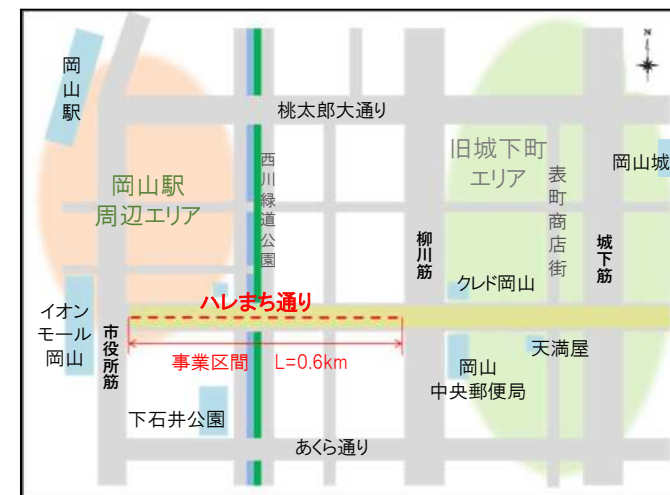 N
岡山駅
桃太郎大通り
西川緑道公園
旧城下町
エリア
岡山城
岡山駅
周辺エリア
表町商店街
柳川筋
城下筋
クレド岡山
ハレまち通り
イオン
モール
岡山
市役所筋
事業区間 L=0.6km
天満屋
岡山
中央郵便局
下石井公園
あくら通り